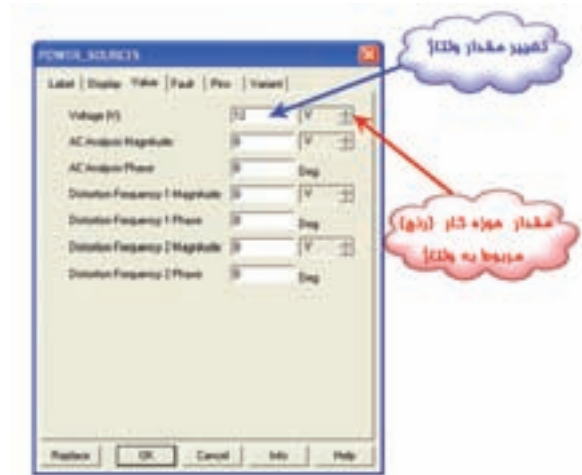 تغییر مقدار ولتاژ
POWER_SOURCES
Label Display Value Fault Pins Variant
Voltage (V): 12 V
AC Analysis Magnitude: 0 V
AC Analysis Phase: 0 Deg
Distortion Frequency 1 Magnitude: 0 V
Distortion Frequency 1 Phase: 0 Deg
Distortion Frequency 2 Magnitude: 0 V
Distortion Frequency 2 Phase: 0 Deg
مقدار حوزه کار (رنج)
مربوط به ولتاژ
Replace OK Cancel Info Help